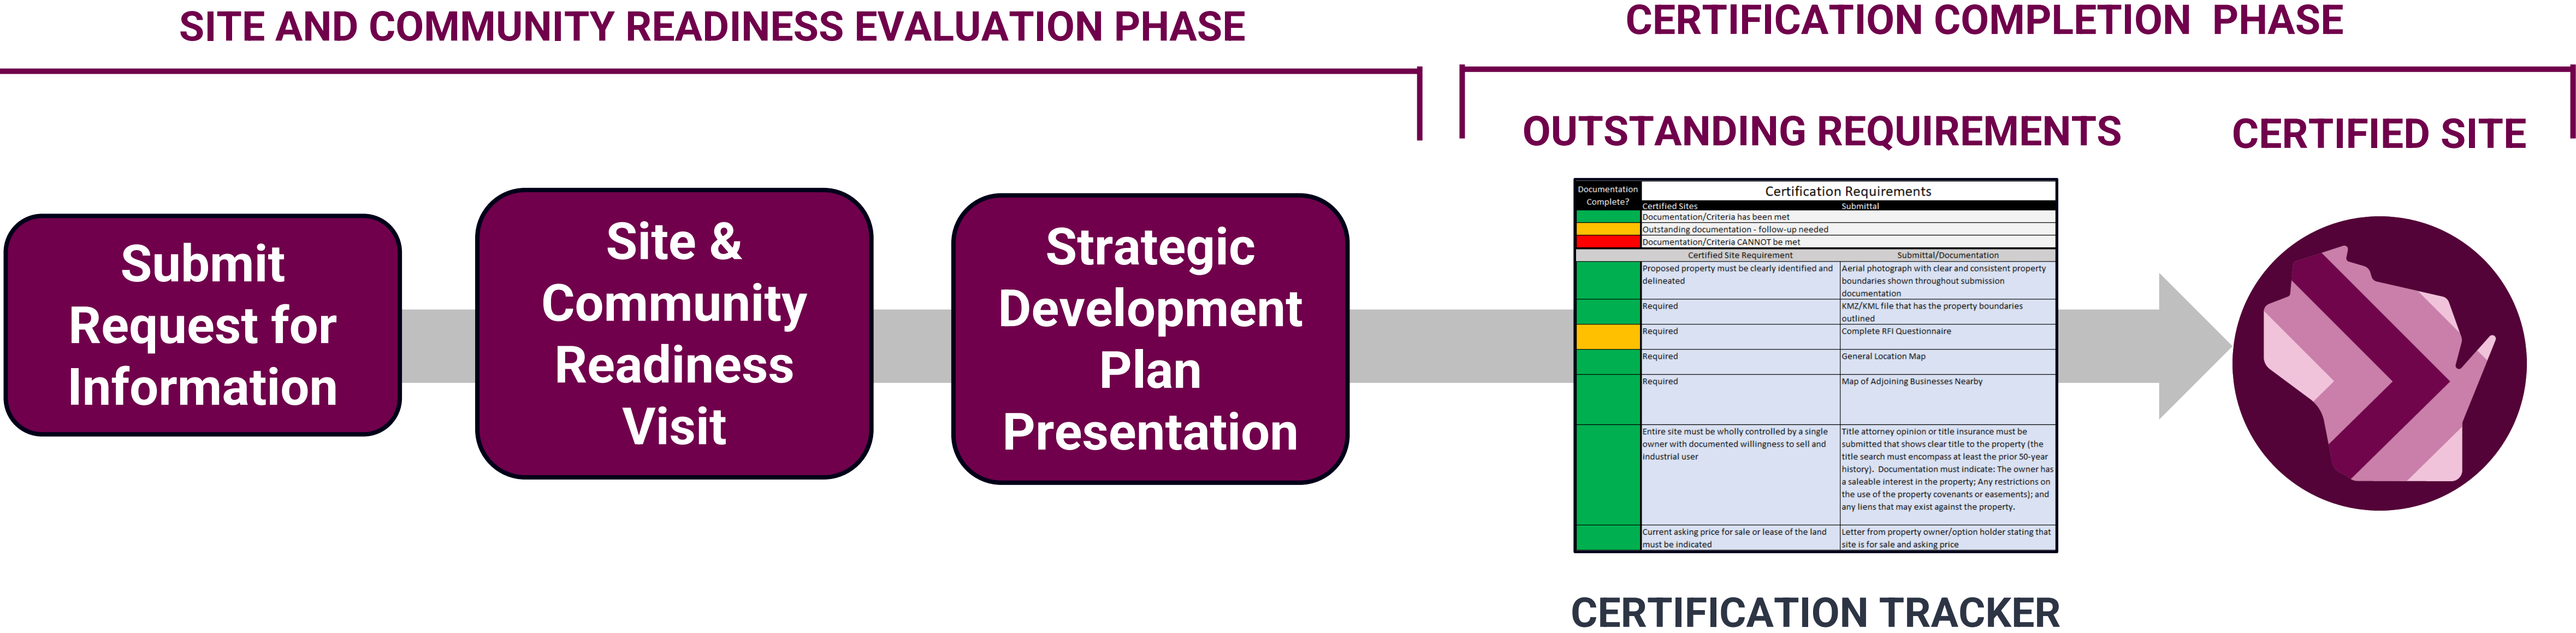 SITE AND COMMUNITY READINESS EVALUATION PHASE
CERTIFICATION COMPLETION PHASE
OUTSTANDING REQUIREMENTS
CERTIFIED SITE
Submit
Request for
Information
Site &
Community
Readiness
Visit
Strategic
Development
Plan
Presentation
Documentation
Complete?
Certification Requirements
Certified Sites
Submittal
Documentation/Criteria has been met
Outstanding documentation - follow-up needed
Documentation/Criteria CANNOT be met
Certified Site Requirement
Submittal/Documentation
Proposed property must be clearly identified and
delineated
Aerial photograph with clear and consistent property
boundaries shown throughout submission
documentation
Required
KMZ/KML file that has the property boundaries
outlined
Required
Complete RFI Questionnaire
Required
General Location Map
Required
Map of Adjoining Businesses Nearby
Entire site must be wholly controlled by a single
owner with documented willingness to sell and
industrial user
Title attorney opinion or title insurance must be
submitted that shows clear title to the property (the
title search must encompass at least the prior 50-year
history). Documentation must indicate: The owner has
a saleable interest in the property; Any restrictions on
the use of the property covenants or easements); and
any liens that may exist against the property.
Current asking price for sale or lease of the land
must be indicated
Letter from property owner/option holder stating that
site is for sale and asking price
CERTIFICATION TRACKER